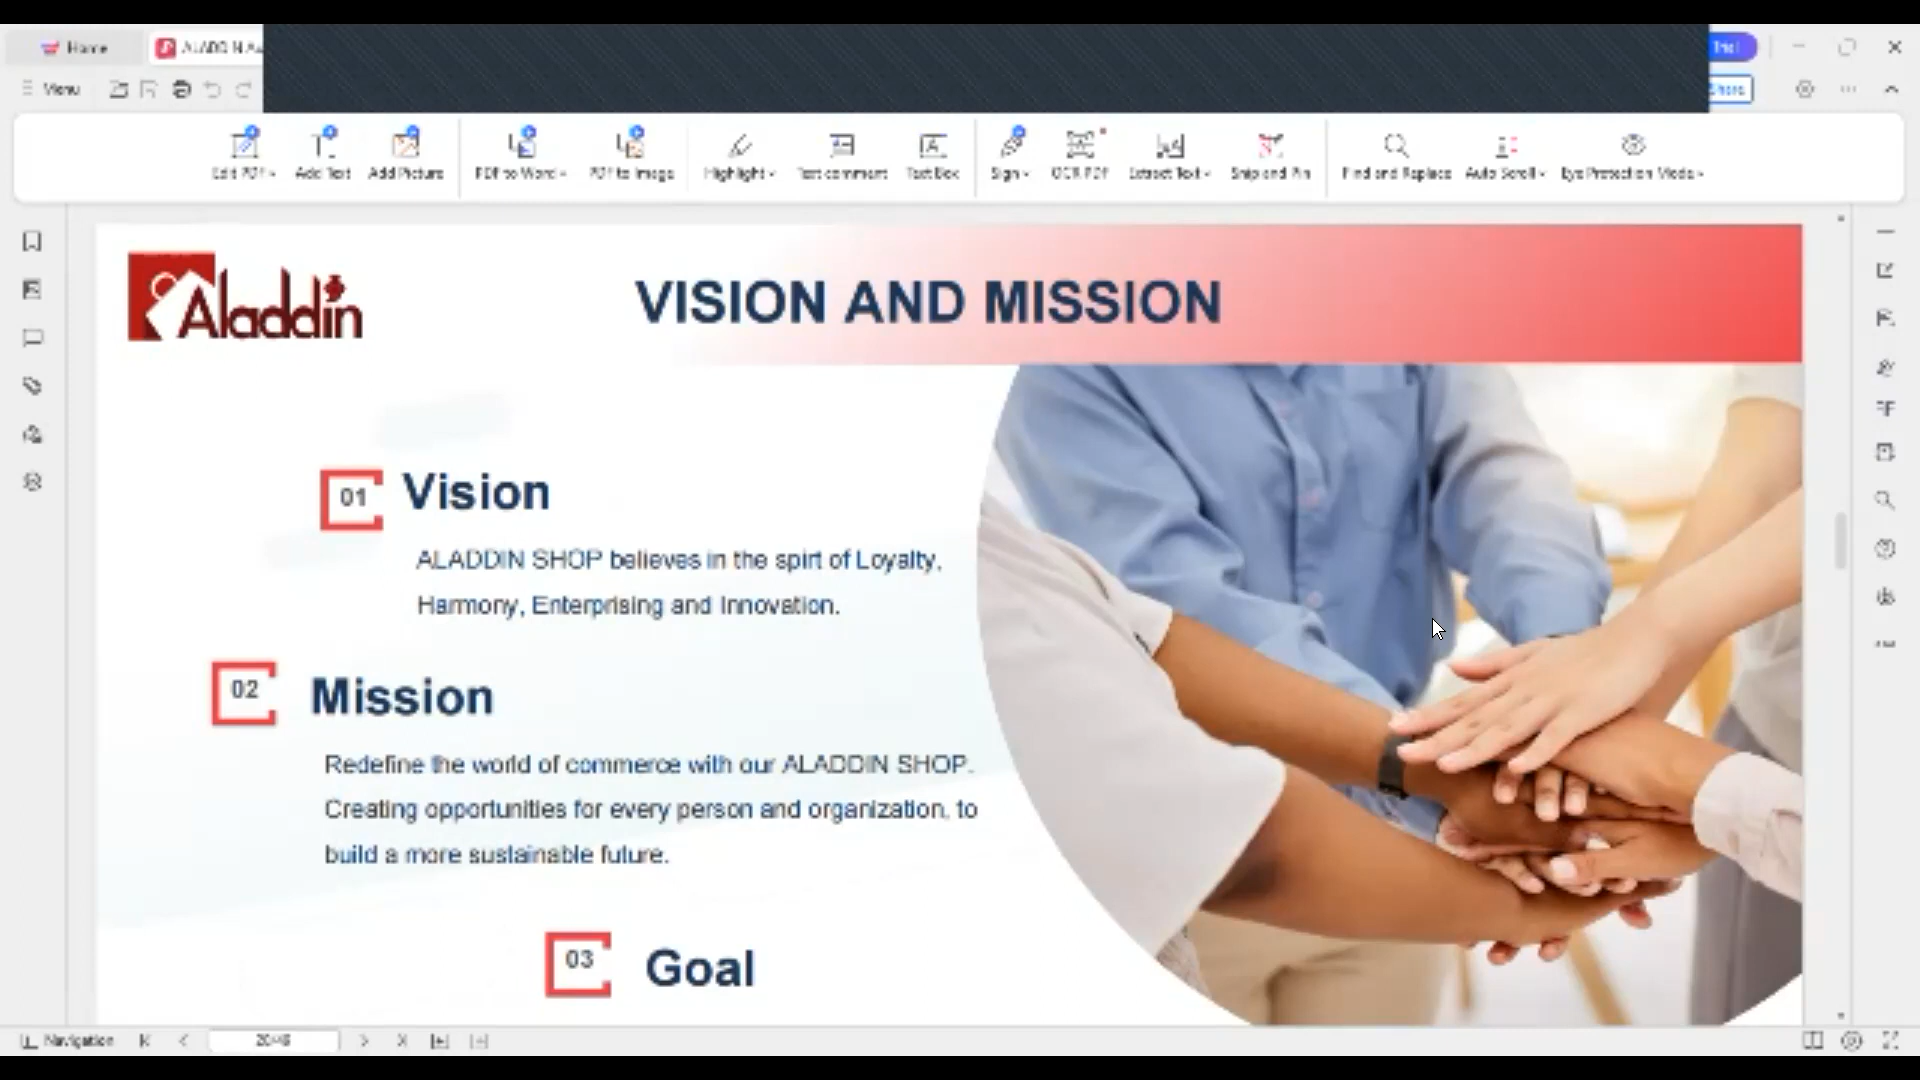 Home
ALADDIN A
Trial
Menu
Share
Edit PDF
Add Text
Add Picture
PDF to Word
PDF to Image
Highlight
Text comment
Text Box
Sign
OCR PDF
Extract Text
Snip and Pin
Find and Replace
Auto Scroll
Eye Protection Mode
Aladdin
VISION AND MISSION
01
Vision
ALADDIN SHOP believes in the spirt of Loyalty,
Harmony, Enterprising and Innovation.
02
Mission
Redefine the world of commerce with our ALADDIN SHOP.
Creating opportunities for every person and organization, to
build a more sustainable future.
03
Goal
Navigation